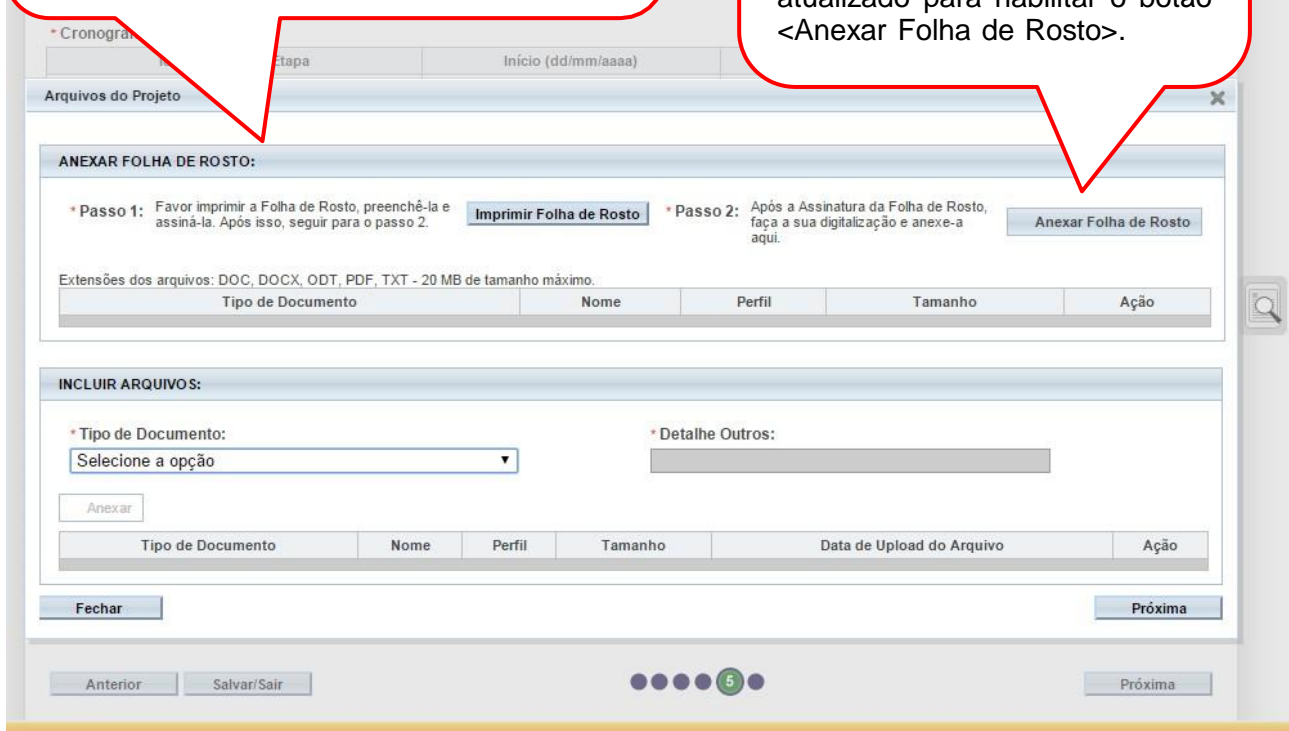 atualizado para habilitar o botão
<Anexar Folha de Rosto>.
* Cronogra
Etapa Início (dd/mm/aaaa)
Arquivos do Projeto
ANEXAR FOLHA DE ROSTO:
* Passo 1: Favor imprimir a Folha de Rosto, preenchê-la e
assiná-la. Após isso, seguir para o passo 2.
Imprimir Folha de Rosto
* Passo 2: Após a Assinatura da Folha de Rosto,
faça a sua digitalização e anexe-a
aqui.
Anexar Folha de Rosto
Extensões dos arquivos: DOC, DOCX, ODT, PDF, TXT - 20 MB de tamanho máximo.
Tipo de Documento Nome Perfil Tamanho Ação
INCLUIR ARQUIVOS:
* Tipo de Documento: * Detalhe Outros:
Selecione a opção
Anexar
Tipo de Documento Nome Perfil Tamanho Data de Upload do Arquivo Ação
Fechar Próxima
Anterior Salvar/Sair 5 Próxima